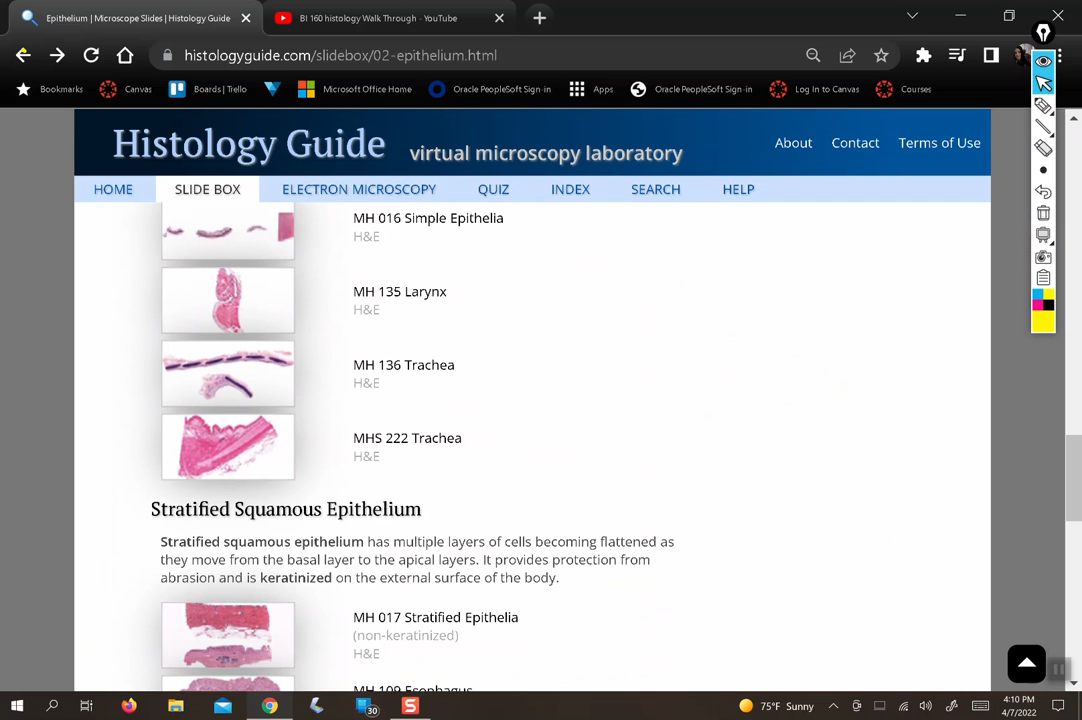 Epithelium | Microscope Slides | Histology Guide
BI 160 histology Walk Through - YouTube
histologyguide.com/slidebox/02-epithelium.html
Bookmarks Canvas Boards | Trello Microsoft Office Home Oracle PeopleSoft Sign-in Apps Oracle PeopleSoft Sign-in Log In to Canvas Courses
Histology Guide virtual microscopy laboratory About Contact Terms of Use
HOME SLIDE BOX ELECTRON MICROSCOPY QUIZ INDEX SEARCH HELP
MH 016 Simple Epithelia
H&E
MH 135 Larynx
H&E
MH 136 Trachea
H&E
MHS 222 Trachea
H&E
Stratified Squamous Epithelium
Stratified squamous epithelium has multiple layers of cells becoming flattened as
they move from the basal layer to the apical layers. It provides protection from
abrasion and is keratinized on the external surface of the body.
MH 017 Stratified Epithelia
(non-keratinized)
H&E
MH 109 Esophagus
30
75°F Sunny
4:10 PM
4/7/2022